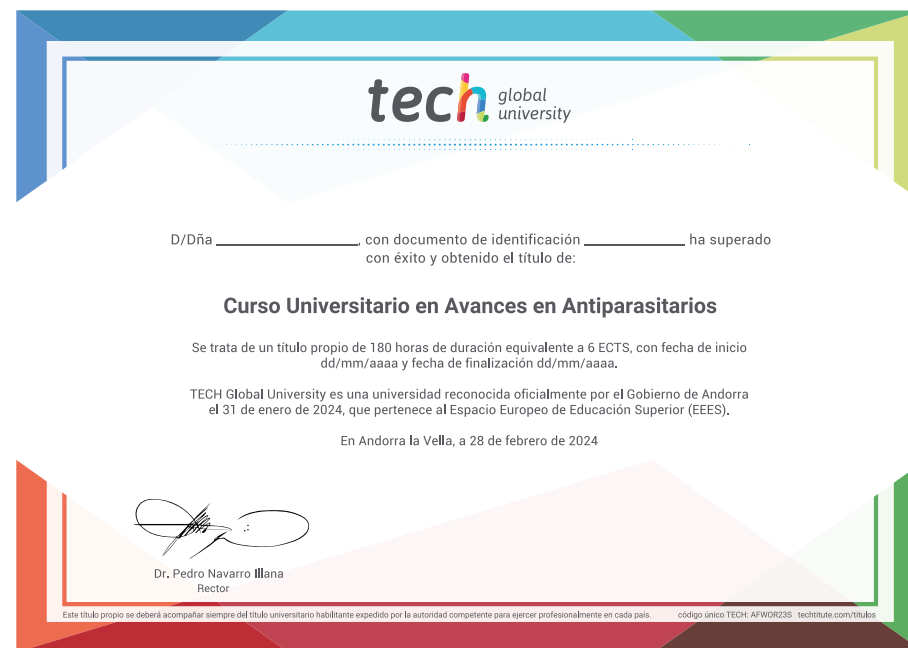 tech global university
D/Dña ____________, con documento de identificación ____________ ha superado
con éxito y obtenido el título de:
Curso Universitario en Avances en Antiparasitarios
Se trata de un título propio de 180 horas de duración equivalente a 6 ECTS, con fecha de inicio
dd/mm/aaaa y fecha de finalización dd/mm/aaaa.
TECH Global University es una universidad reconocida oficialmente por el Gobierno de Andorra
el 31 de enero de 2024, que pertenece al Espacio Europeo de Educación Superior (EEES).
En Andorra la Vella, a 28 de febrero de 2024
Dr. Pedro Navarro Illana
Rector
Este título propio se deberá acompañar siempre del título universitario habilitante expedido por la autoridad competente para ejercer profesionalmente en cada país. código único TECH: AFWOR23S techtitute.com/titulos